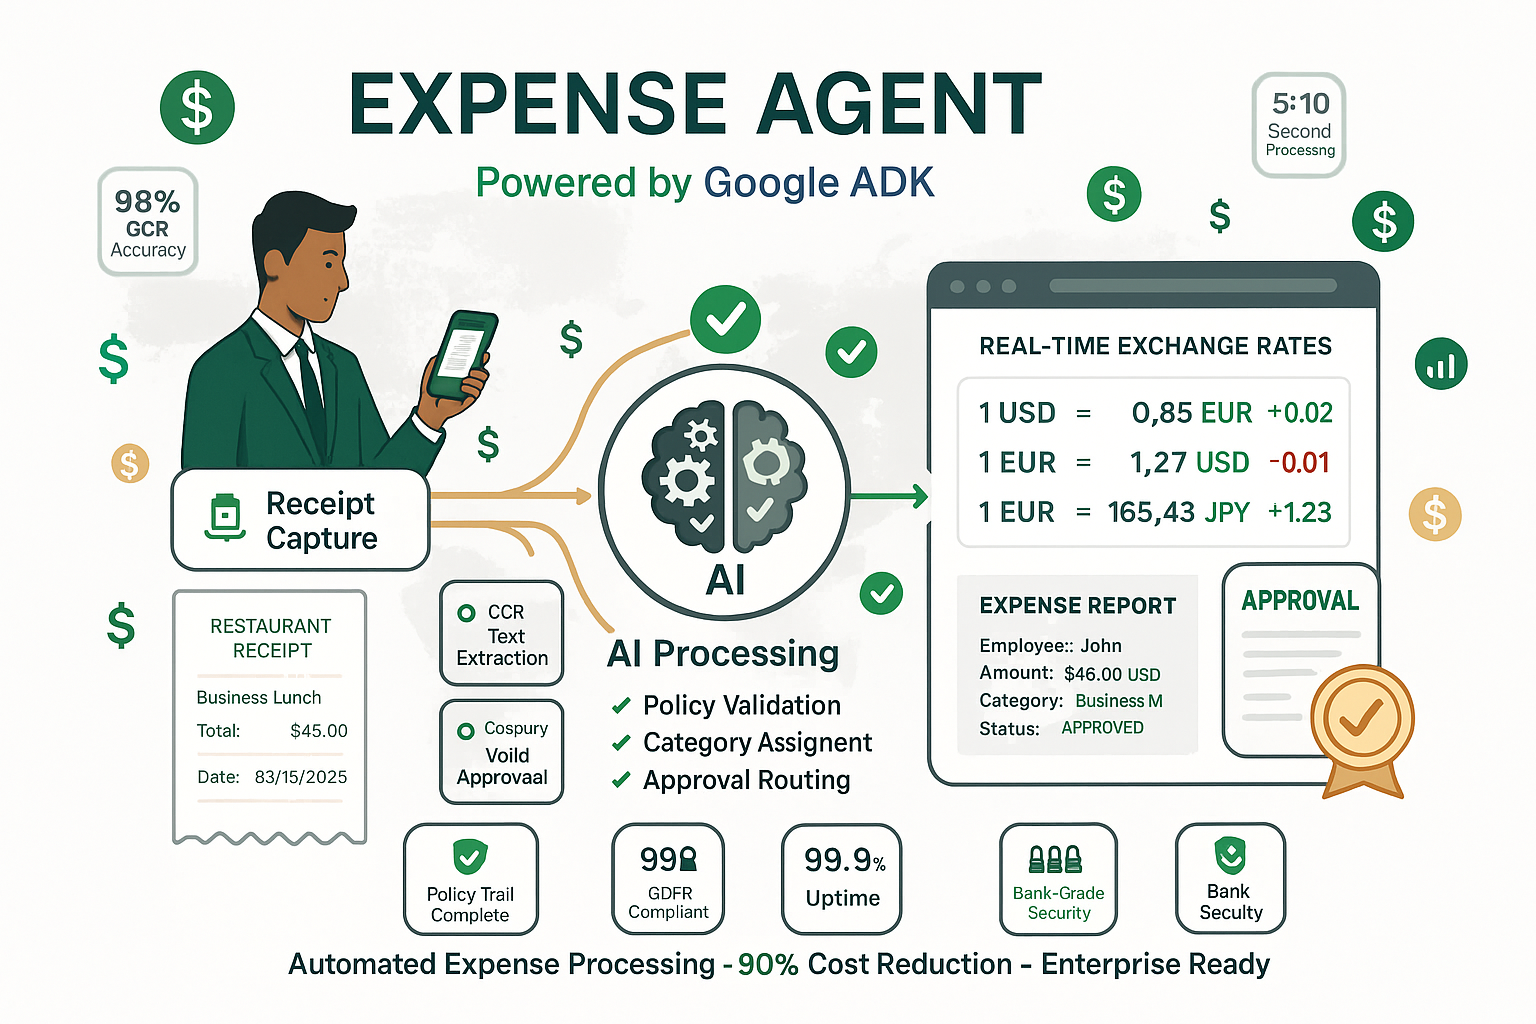 EXPENSE AGENT
Powered by Google ADK
98%
GCR
Accuracy
5:10
Second
Processng
Receipt
Capture
RESTAURANT
RECEIPT
Business Lunch
Total: $45.00
Date: 83/15/2025
CCR
Text
Extraction
Cospury
Voild
Approvaal
AI
AI Processing
Policy Validation
Category Assignent
Approval Routing
REAL-TIME EXCHANGE RATES
1 USD = 0,85 EUR +0.02
1 EUR = 1,27 USD -0.01
1 EUR = 165,43 JPY +1.23
EXPENSE REPORT
Employee:: John
Amount: $46.00 USD
Category: Business M
Status: APPROVED
APPROVAL
Policy Trail
Complete
99
GDFR
Compliant
99.9%
Uptime
Bank-Grade
Security
Bank
Seculty
Automated Expense Processing - 90% Cost Reduction - Enterprise Ready